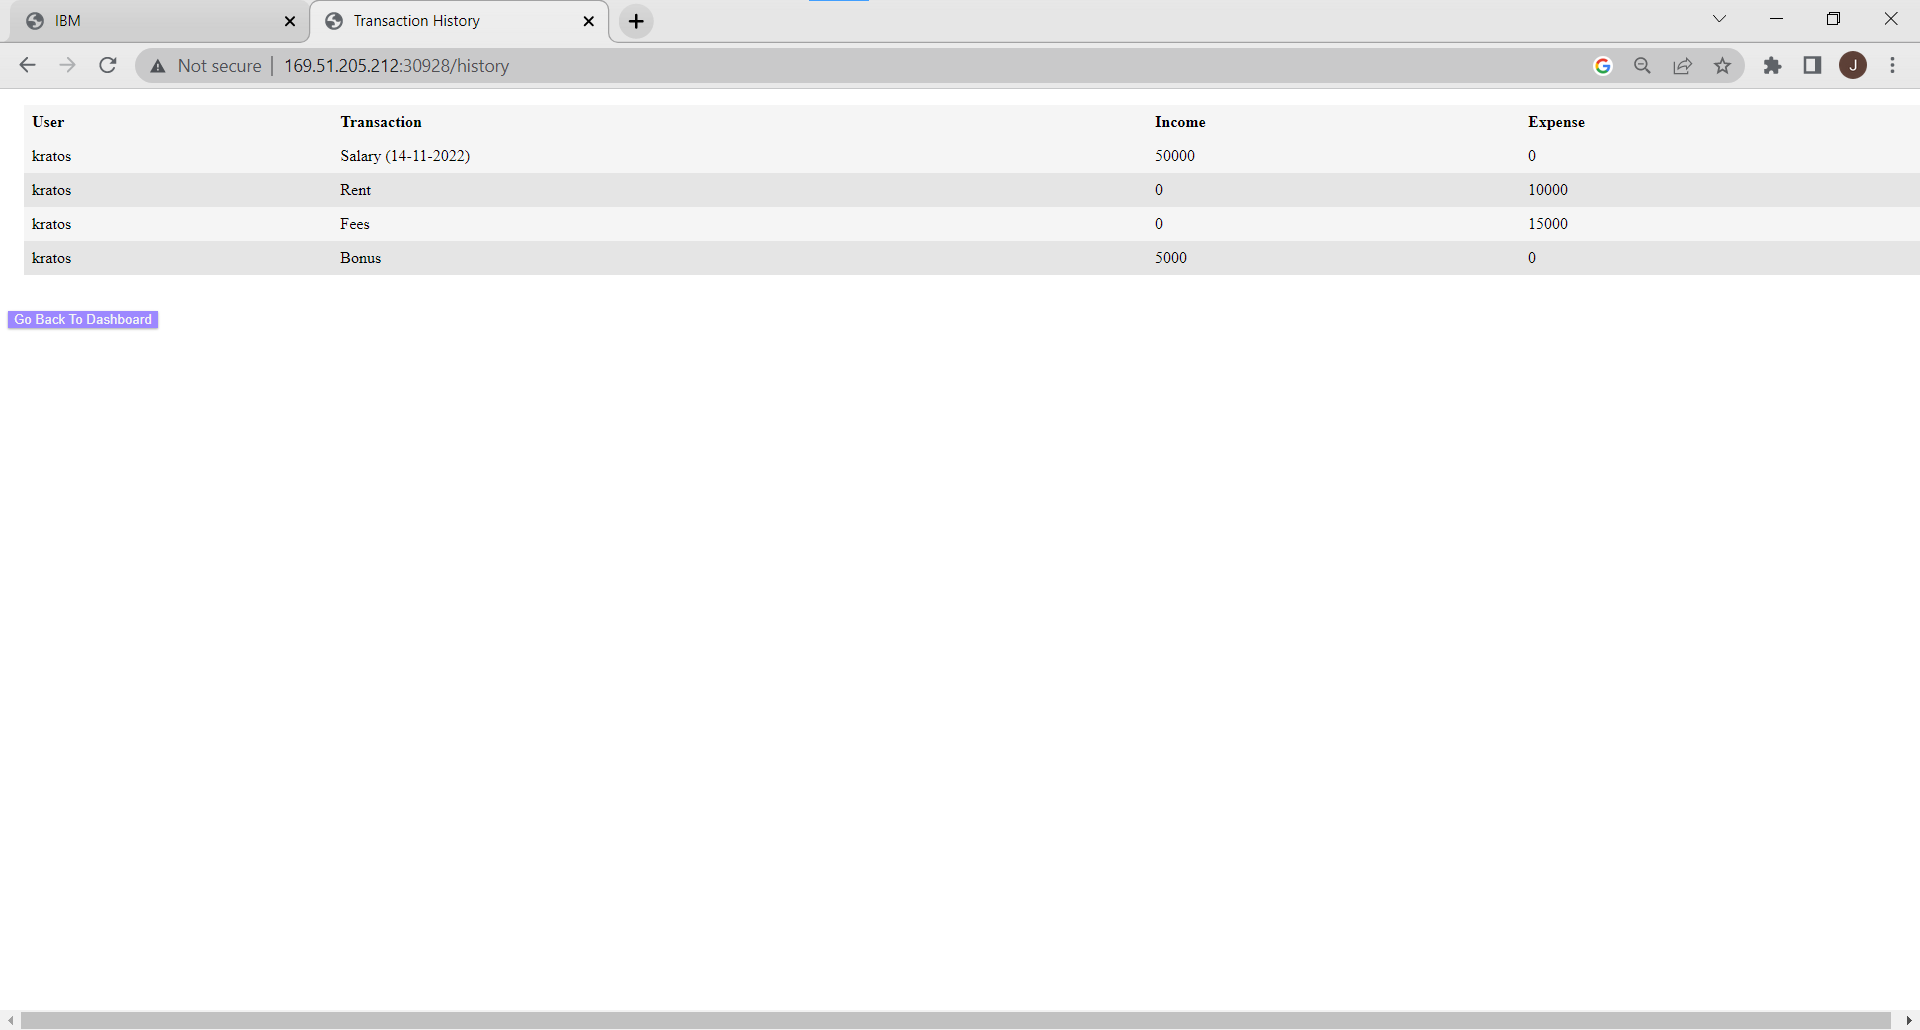 IBM
Transaction History
Not secure 169.51.205.212:30928/history
J
User Transaction Income Expense
kratos Salary (14-11-2022) 50000 0
kratos Rent 0 10000
kratos Fees 0 15000
kratos Bonus 5000 0
Go Back To Dashboard